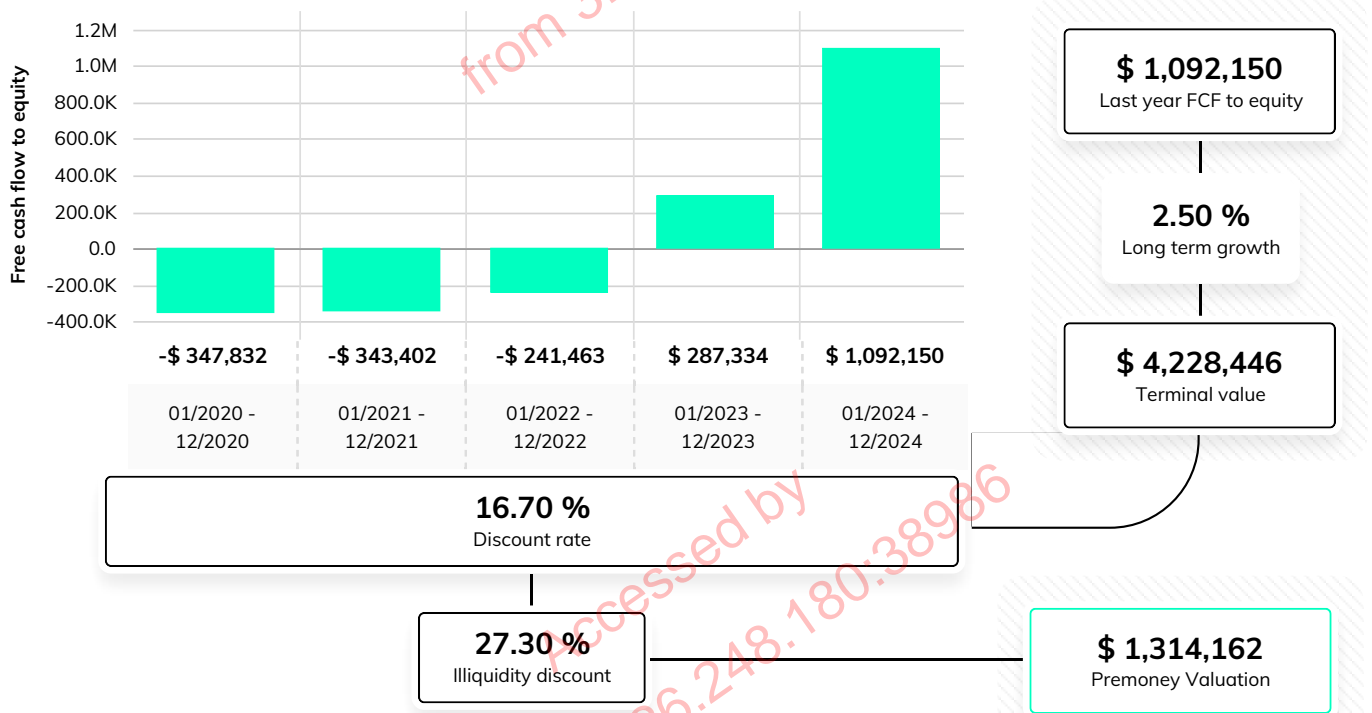 from
Free cash flow to equity
1.2M
1.0M
800.0K
600.0K
400.0K
200.0K
0.0
-200.0K
-400.0K
-$ 347,832
-$ 343,402
-$ 241,463
$ 287,334
$ 1,092,150
01/2020 -
12/2020
01/2021 -
12/2021
01/2022 -
12/2022
01/2023 -
12/2023
01/2024 -
12/2024
$ 1,092,150
Last year FCF to equity
2.50 %
Long term growth
$ 4,228,446
Terminal value
16.70 %
Discount rate
27.30 %
Illiquidity discount
$ 1,314,162
Premoney Valuation
Accessed by
6.248.180:38986